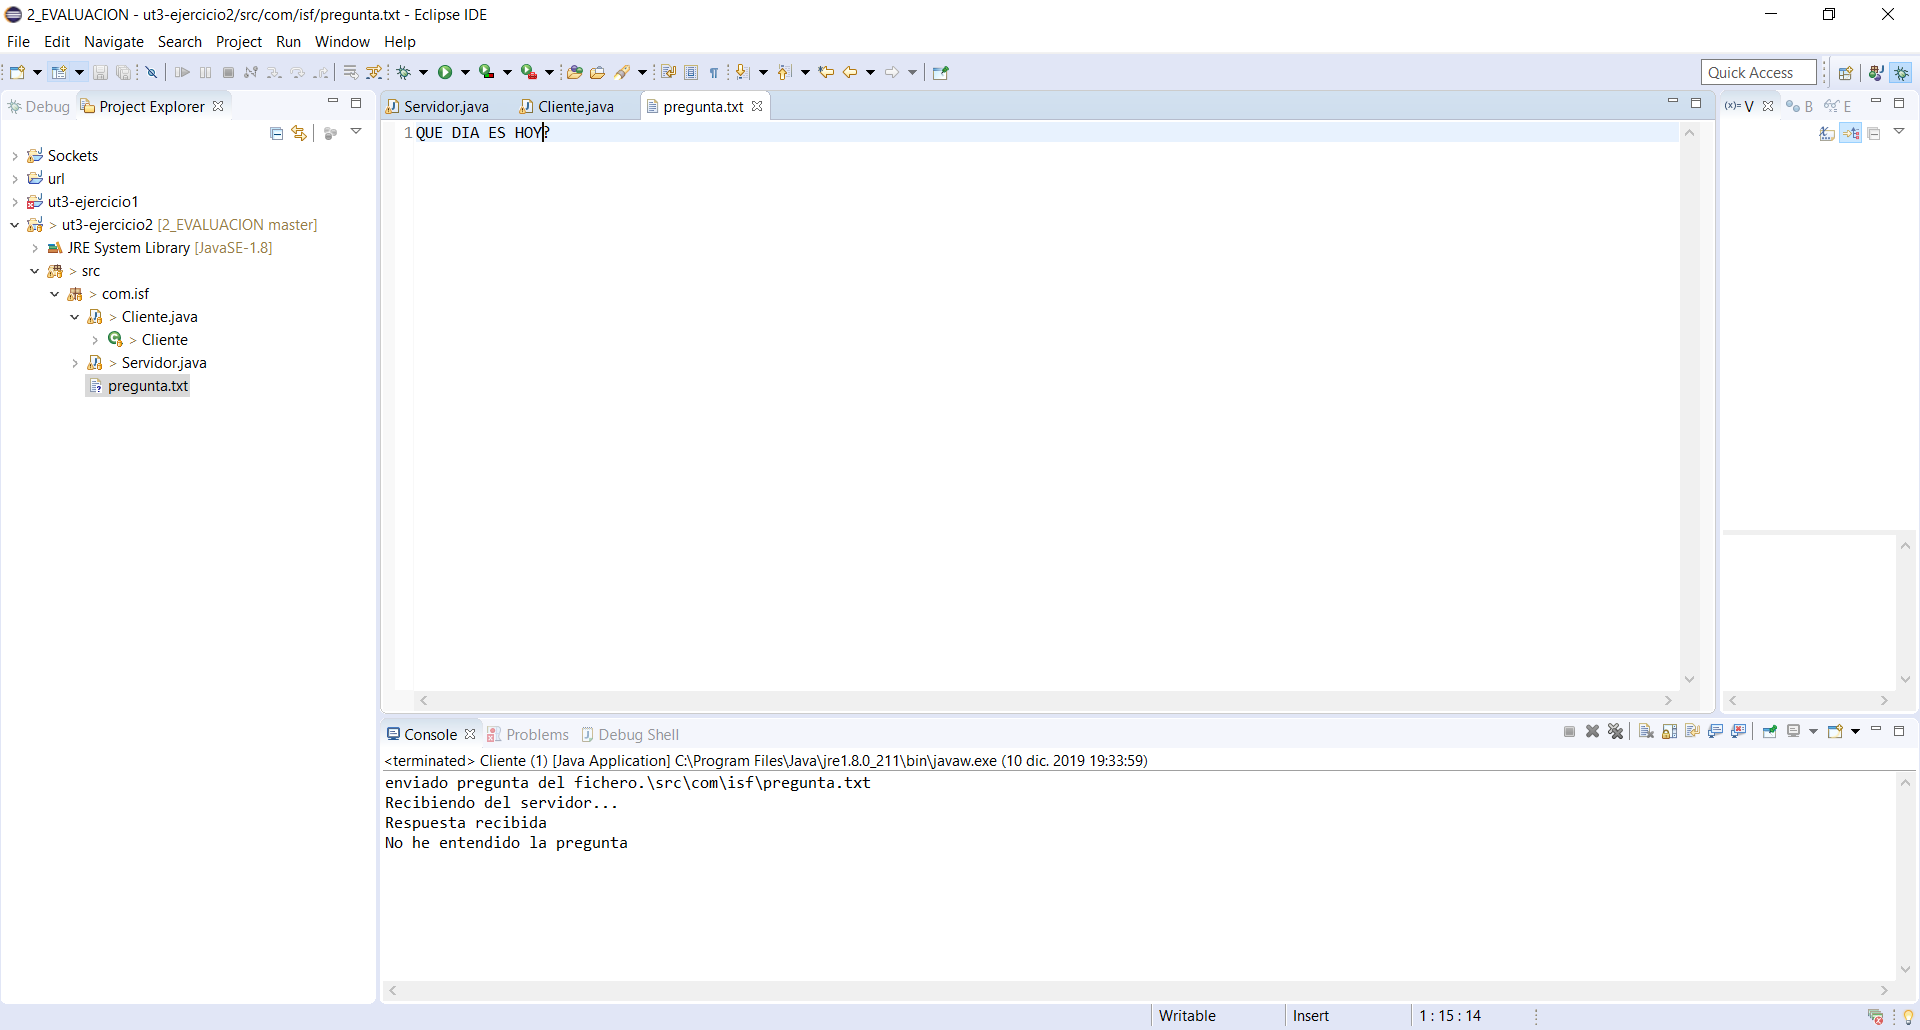 2_EVALUACION - ut3-ejercicio2/src/com/isf/pregunta.txt - Eclipse IDE
File Edit Navigate Search Project Run Window Help
Quick Access
Debug Project Explorer
Servidor.java Cliente.java pregunta.txt
(x)= V B E
1 QUE DIA ES HOY?
Sockets
url
ut3-ejercicio1
> ut3-ejercicio2 [2_EVALUACION master]
JRE System Library [JavaSE-1.8]
> src
> com.isf
> Cliente.java
> Cliente
> Servidor.java
pregunta.txt
Console Problems Debug Shell
<terminated> Cliente (1) [Java Application] C:\Program Files\Java\jre1.8.0_211\bin\javaw.exe (10 dic. 2019 19:33:59)
enviado pregunta del fichero.\src\com\isf\pregunta.txt
Recibiendo del servidor...
Respuesta recibida
No he entendido la pregunta
Writable Insert 1 : 15 : 14